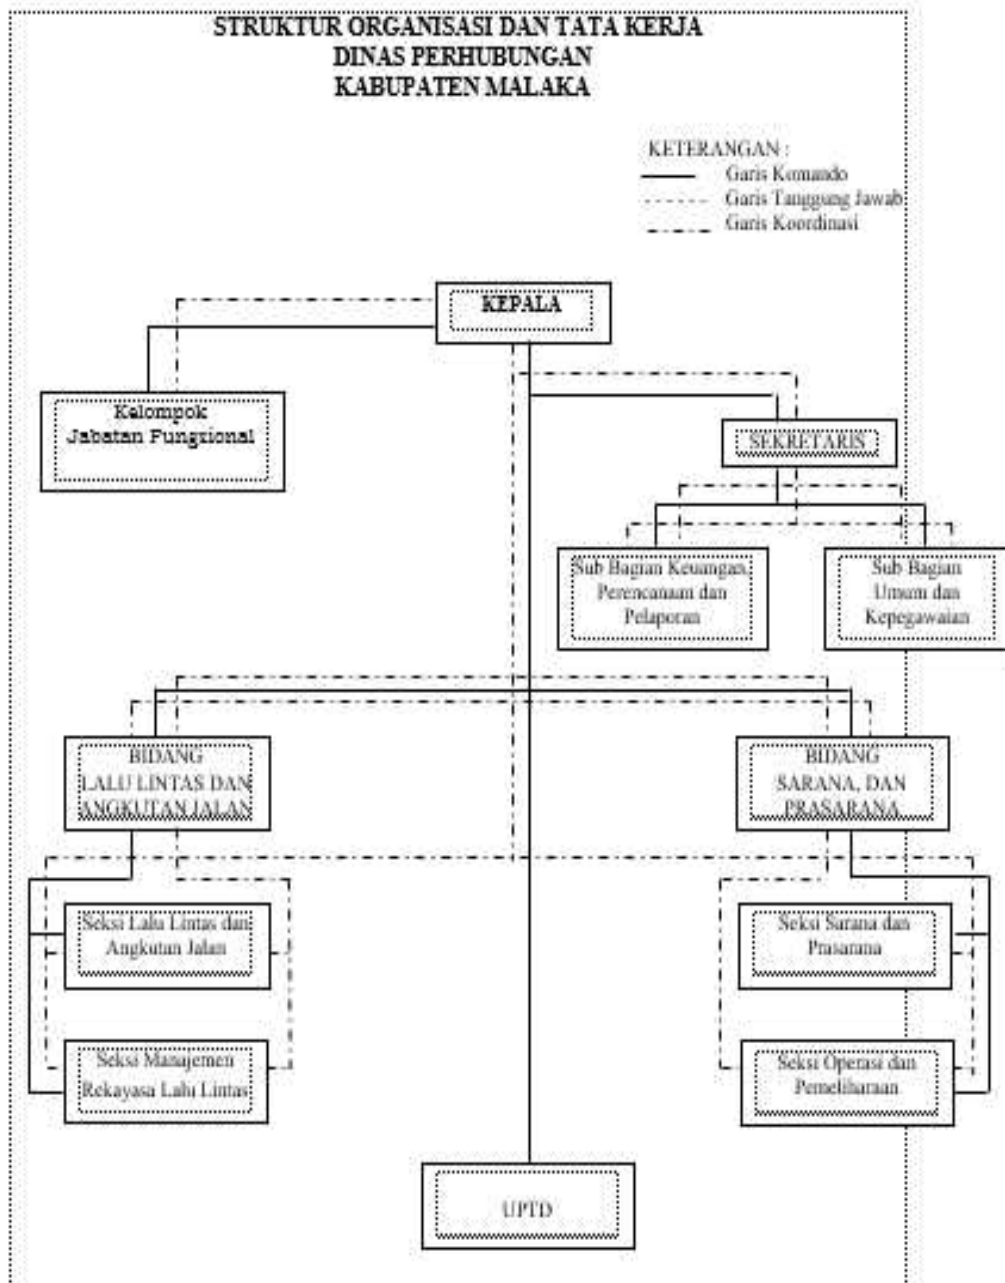 STRUKTUR ORGANISASI DAN TATA KERJA
DINAS PERHUBUNGAN
KABUPATEN MALAKA
KETERANGAN :
Garis Komando
Garis Tanggung Jawab
Garis Koordinasi
KEPALA
Kelompok
Jabatan Fungsional
SEKRETARIS
Sub Bagian Keuangan,
Perencanaan dan
Pelaporan
Sub Bagian
Umum dan
Kepegawaian
BIDANG
LALU LINTAS DAN
ANGKUTAN JALAN
BIDANG
SARANA, DAN
PRASARANA
Seksi Lalu Lintas dan
Angkutan Jalan
Seksi Sarana dan
Prasarana
Seksi Manajemen
Rekayasa Lalu Lintas
Seksi Operasi dan
Pemeliharaan
UPTD